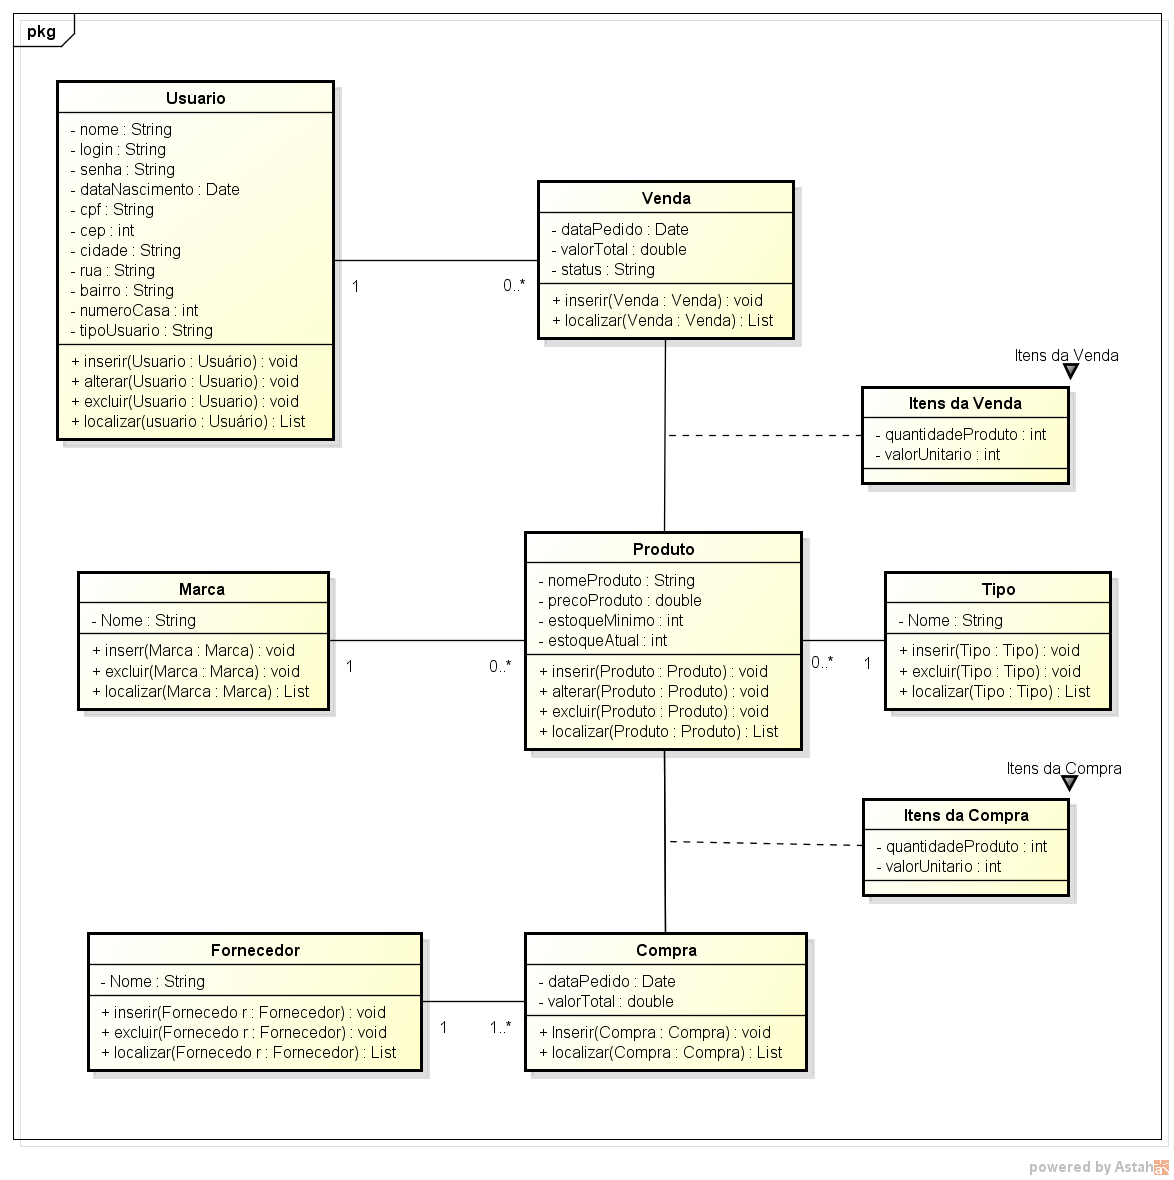 pkg
Usuario
- nome : String
- login : String
- senha : String
- dataNascimento : Date
- cpf : String
- cep : int
- cidade : String
- rua : String
- bairro : String
- numeroCasa : int
- tipoUsuario : String
+ inserir(Usuario : Usuário) : void
+ alterar(Usuario : Usuario) : void
+ excluir(Usuario : Usuario) : void
+ localizar(usuario : Usuário) : List
1
0..*
Venda
- dataPedido : Date
- valorTotal : double
- status : String
+ inserir(Venda : Venda) : void
+ localizar(Venda : Venda) : List
Itens da Venda
Itens da Venda
- quantidadeProduto : int
- valorUnitario : int
Marca
- Nome : String
+ inserr(Marca : Marca) : void
+ excluir(Marca : Marca) : void
+ localizar(Marca : Marca) : List
1
0..*
Produto
- nomeProduto : String
- precoProduto : double
- estoqueMinimo : int
- estoqueAtual : int
+ inserir(Produto : Produto) : void
+ alterar(Produto : Produto) : void
+ excluir(Produto : Produto) : void
+ localizar(Produto : Produto) : List
0..*
1
Tipo
- Nome : String
+ inserir(Tipo : Tipo) : void
+ excluir(Tipo : Tipo) : void
+ localizar(Tipo : Tipo) : List
Itens da Compra
Itens da Compra
- quantidadeProduto : int
- valorUnitario : int
Fornecedor
- Nome : String
+ inserir(Fornecedo r : Fornecedor) : void
+ excluir(Fornecedo r : Fornecedor) : void
+ localizar(Fornecedo r : Fornecedor) : List
1
1..*
Compra
- dataPedido : Date
- valorTotal : double
+ Inserir(Compra : Compra) : void
+ localizar(Compra : Compra) : List
powered by Astah